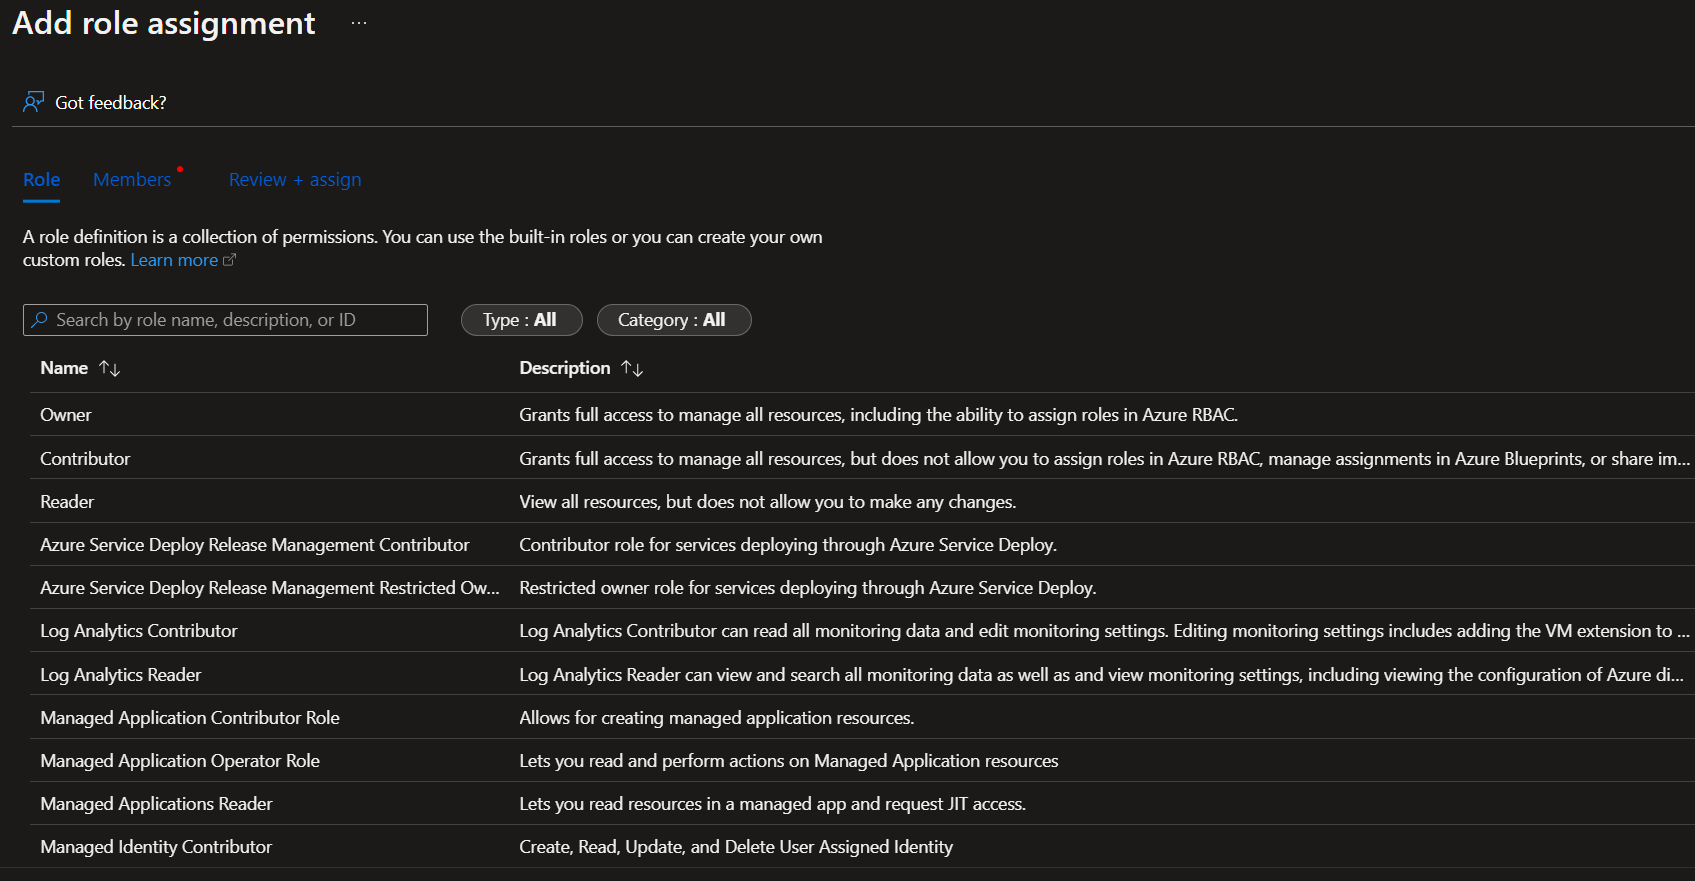 Add role assignment ...
Got feedback?
Role Members Review + assign
A role definition is a collection of permissions. You can use the built-in roles or you can create your own
custom roles. Learn more
Search by role name, description, or ID Type : All Category : All
Name ↑↓ Description ↑↓
Owner Grants full access to manage all resources, including the ability to assign roles in Azure RBAC.
Contributor Grants full access to manage all resources, but does not allow you to assign roles in Azure RBAC, manage assignments in Azure Blueprints, or share im...
Reader View all resources, but does not allow you to make any changes.
Azure Service Deploy Release Management Contributor Contributor role for services deploying through Azure Service Deploy.
Azure Service Deploy Release Management Restricted Ow... Restricted owner role for services deploying through Azure Service Deploy.
Log Analytics Contributor Log Analytics Contributor can read all monitoring data and edit monitoring settings. Editing monitoring settings includes adding the VM extension to ...
Log Analytics Reader Log Analytics Reader can view and search all monitoring data as well as and view monitoring settings, including viewing the configuration of Azure di...
Managed Application Contributor Role Allows for creating managed application resources.
Managed Application Operator Role Lets you read and perform actions on Managed Application resources
Managed Applications Reader Lets you read resources in a managed app and request JIT access.
Managed Identity Contributor Create, Read, Update, and Delete User Assigned Identity